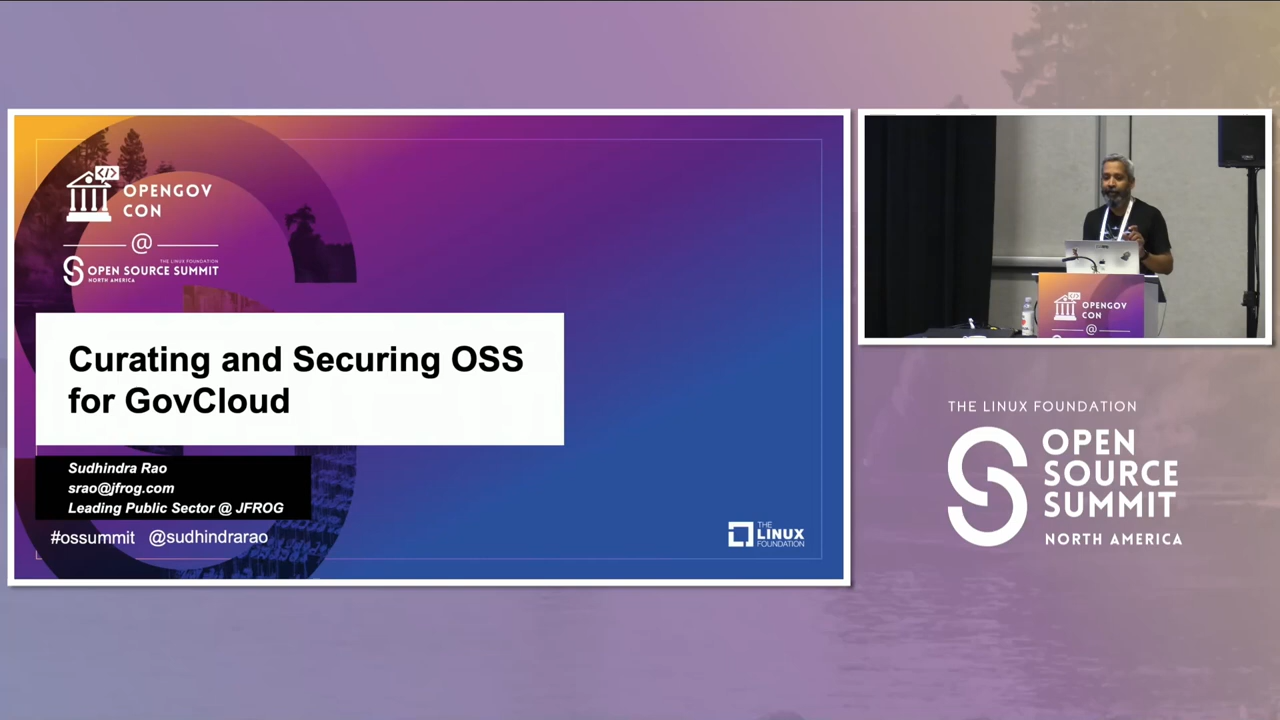 OPENGOV
CON
@
THE LINUX FOUNDATION
OPEN SOURCE SUMMIT
NORTH AMERICA
Curating and Securing OSS
for GovCloud
Sudhindra Rao
srao@jfrog.com
Leading Public Sector @ JFROG
#ossummit @sudhindrarao
THE
LINUX
FOUNDATION
OPENGOV
CON
@
THE LINUX FOUNDATION
OPEN
SOURCE
SUMMIT
NORTH AMERICA